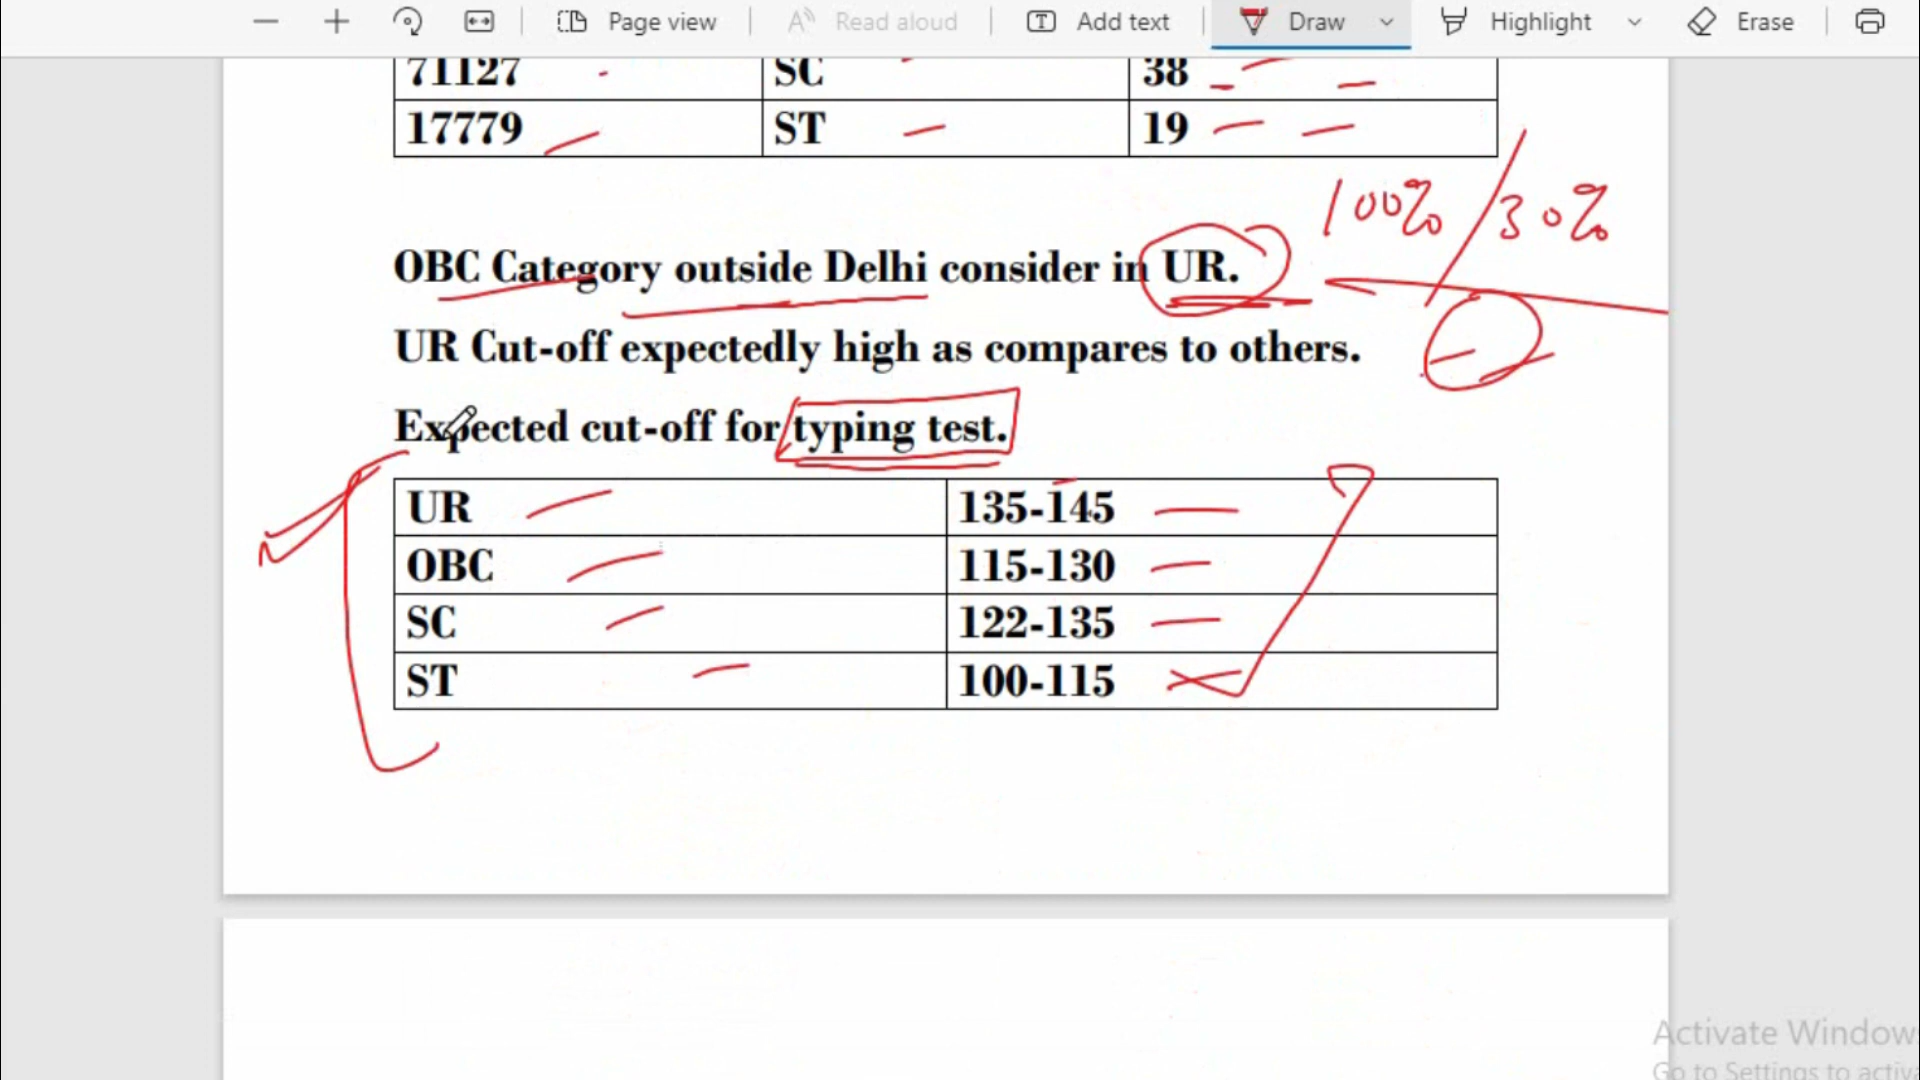 Page view Read aloud Add text Draw Highlight Erase
71127 SC 38
17779 ST 19
100% / 30%
OBC Category outside Delhi consider in UR.
UR Cut-off expectedly high as compares to others.
Expected cut-off for typing test.
UR 135-145
OBC 115-130
SC 122-135
ST 100-115
Activate Window
Go to Settings to activa